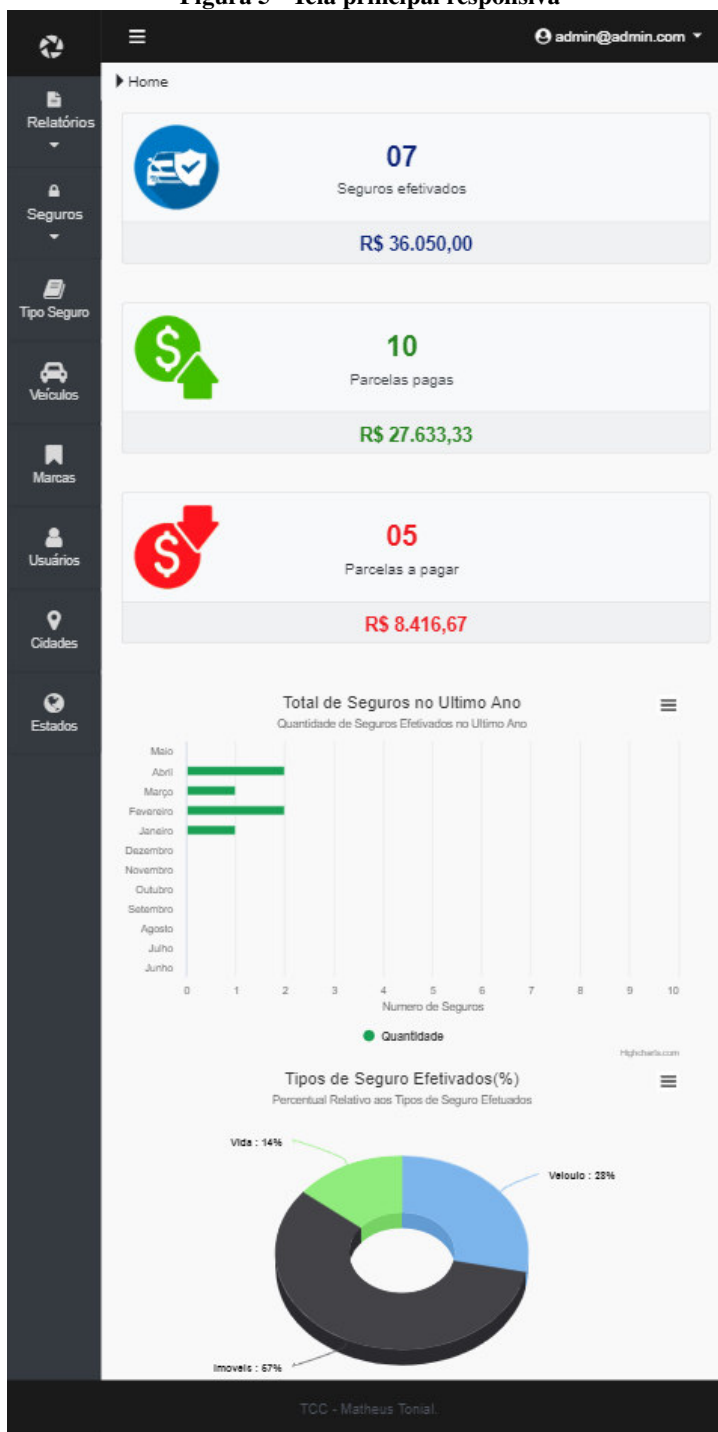 Figura 5 - Tela principal responsiva
admin@admin.com
Home
Relatórios
Seguros
Tipo Seguro
Veículos
Marcas
Usuários
Cidades
Estados
07
Seguros efetivados
R$ 36.050,00
10
Parcelas pagas
R$ 27.633,33
05
Parcelas a pagar
R$ 8.416,67
Total de Seguros no Ultimo Ano
Quantidade de Seguros Efetivados no Ultimo Ano
Maio
Abril
Março
Fevereiro
Janeiro
Dezembro
Novembro
Outubro
Setembro
Agosto
Julho
Junho
0 1 2 3 4 5 6 7 8 9 10
Numero de Seguros
Quantidade
Highcharts.com
Tipos de Seguro Efetivados(%)
Percentual Relativo aos Tipos de Seguro Efetuados
Vida : 14%
Veiculo : 28%
Imoveis : 57%
TCC - Matheus Tonial.